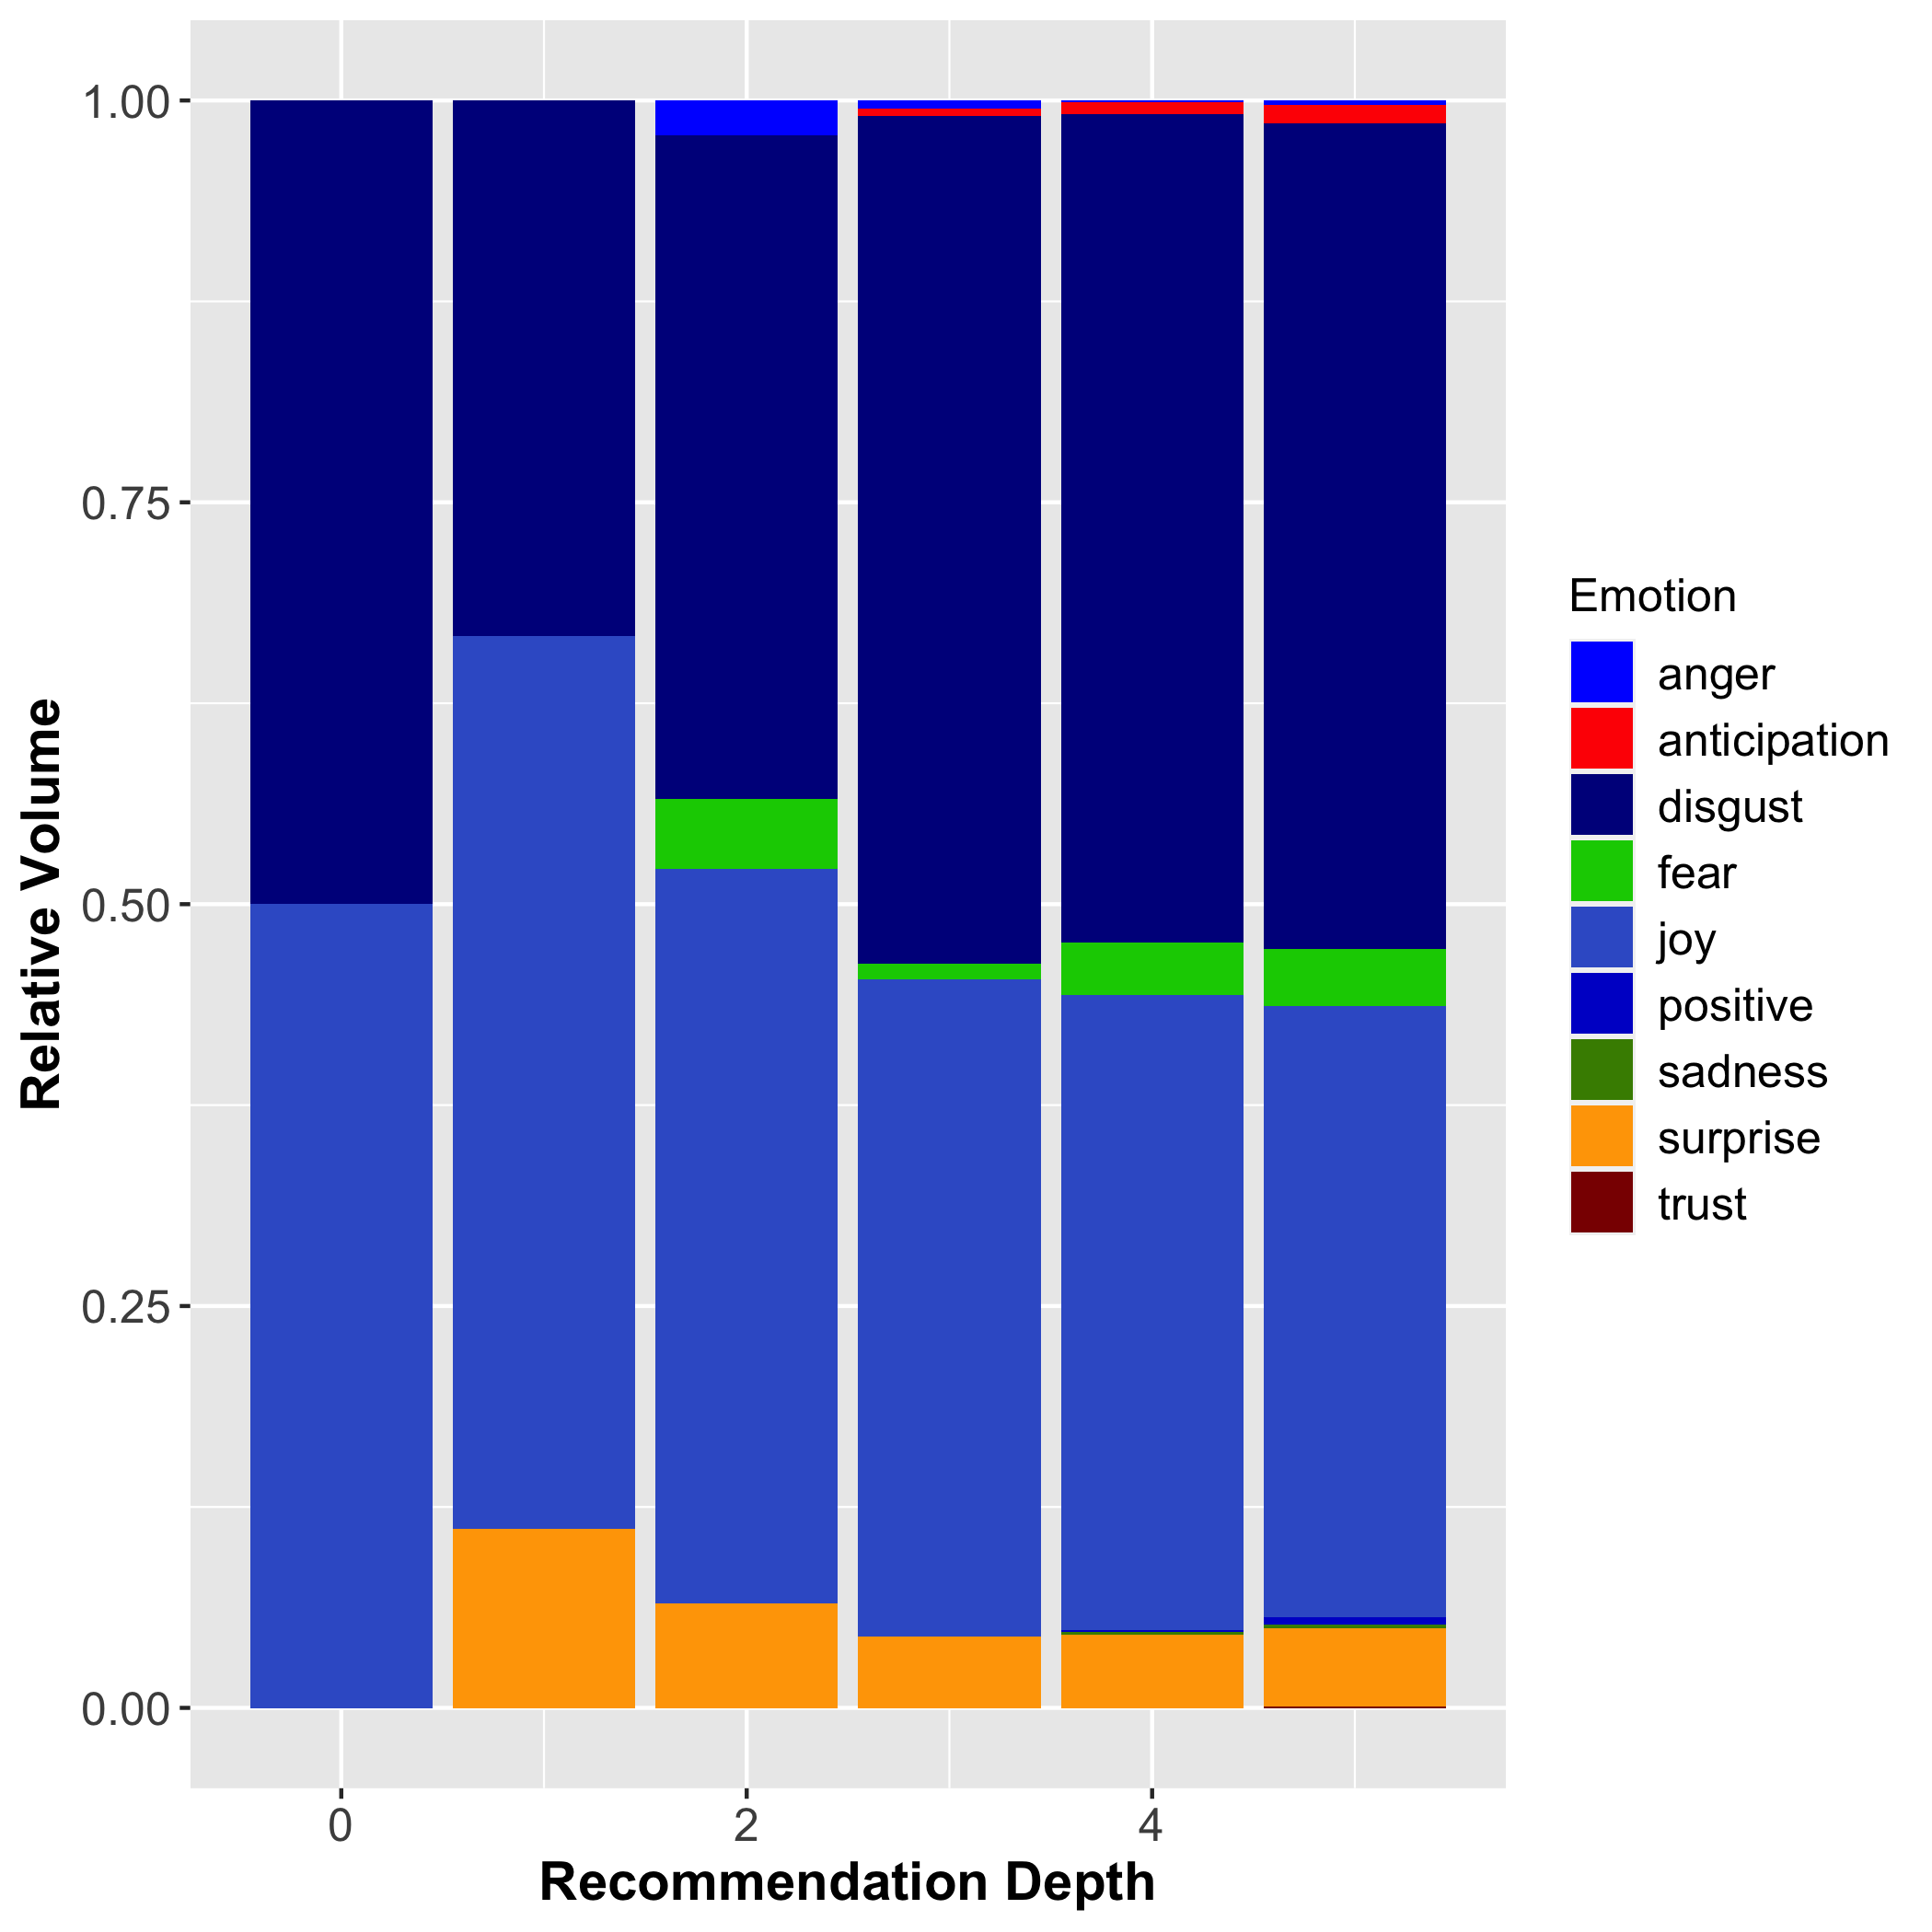 1.00
0.75
0.50
0.25
0.00
Relative Volume
0
2
4
Recommendation Depth
Emotion
anger
anticipation
disgust
fear
joy
positive
sadness
surprise
trust